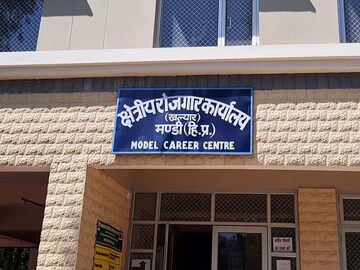 क्षेत्रीय रोजगार कार्यालय
(खल्यार)
मण्डी (हि.प्र.)
MODEL CAREER CENTRE